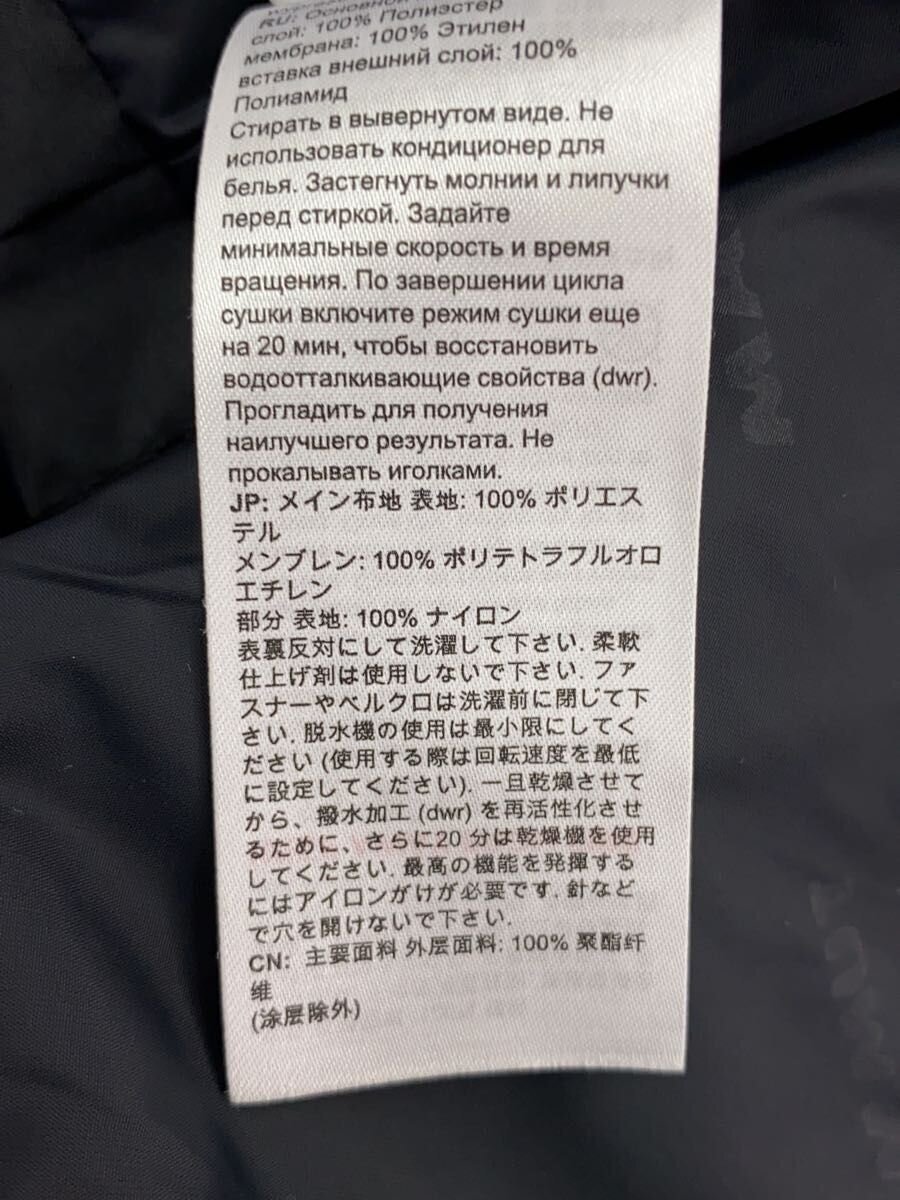 RU: Основной
слой: 100% Полиэстер
мембрана: 100% Этилен
вставка внешний слой: 100%
Полиамид
Стирать в вывернутом виде. Не
использовать кондиционер для
белья. Застегнуть молнии и липучки
перед стиркой. Задайте
минимальные скорость и время
вращения. По завершении цикла
сушки включите режим сушки еще
на 20 мин, чтобы восстановить
водоотталкивающие свойства (dwr).
Прогладить для получения
наилучшего результата. Не
прокалывать иголками.
JP: メイン布地 表地: 100% ポリエス
テル
メンブレン: 100% ポリテトラフルオロ
エチレン
部分 表地: 100% ナイロン
表裏反対にして洗濯して下さい. 柔軟
仕上げ剤は使用しないで下さい. ファ
スナーやベルクロは洗濯前に閉じて下
さい. 脱水機の使用は最小限にしてく
ださい (使用する際は回転速度を最低
に設定してください). 一旦乾燥させて
から、撥水加工 (dwr) を再活性化させ
るために、さらに20 分は乾燥機を使用
してください. 最高の機能を発揮する
にはアイロンがけが必要です. 針など
で穴を開けないで下さい.
CN: 主要面料 外层面料: 100% 聚酯纤
维
(涂层除外)